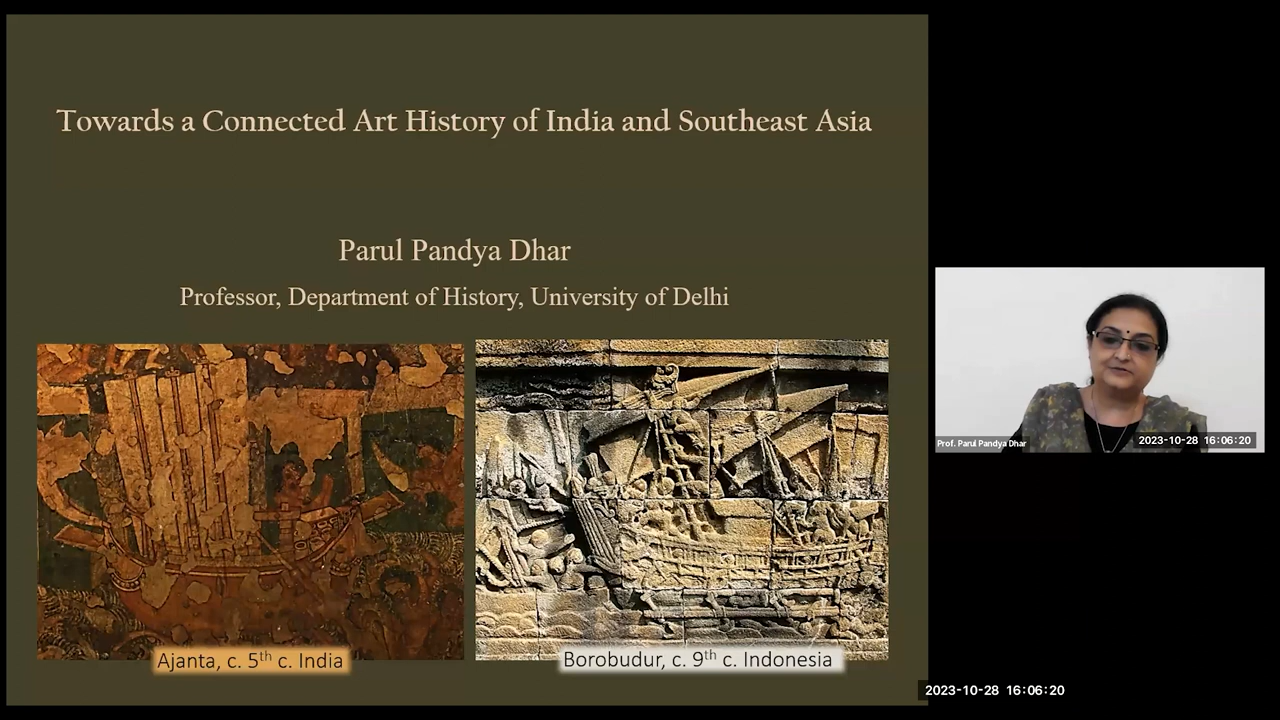 Towards a Connected Art History of India and Southeast Asia
Parul Pandya Dhar
Professor, Department of History, University of Delhi
Ajanta, c. 5th c. India
Borobudur, c. 9th c. Indonesia
Prof. Parul Pandya Dhar
2023-10-28 16:06:20
2023-10-28 16:06:20